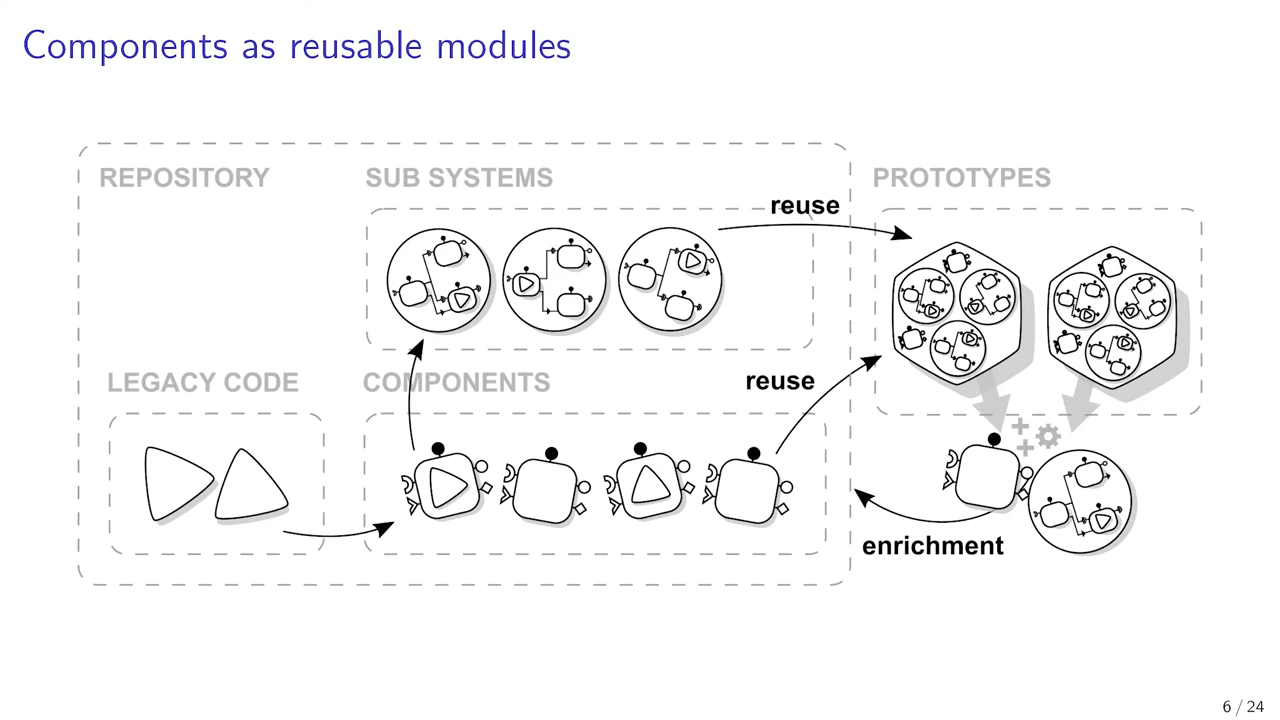 Components as reusable modules
REPOSITORY
SUB SYSTEMS
PROTOTYPES
reuse
LEGACY CODE
COMPONENTS
reuse
enrichment
6 / 24